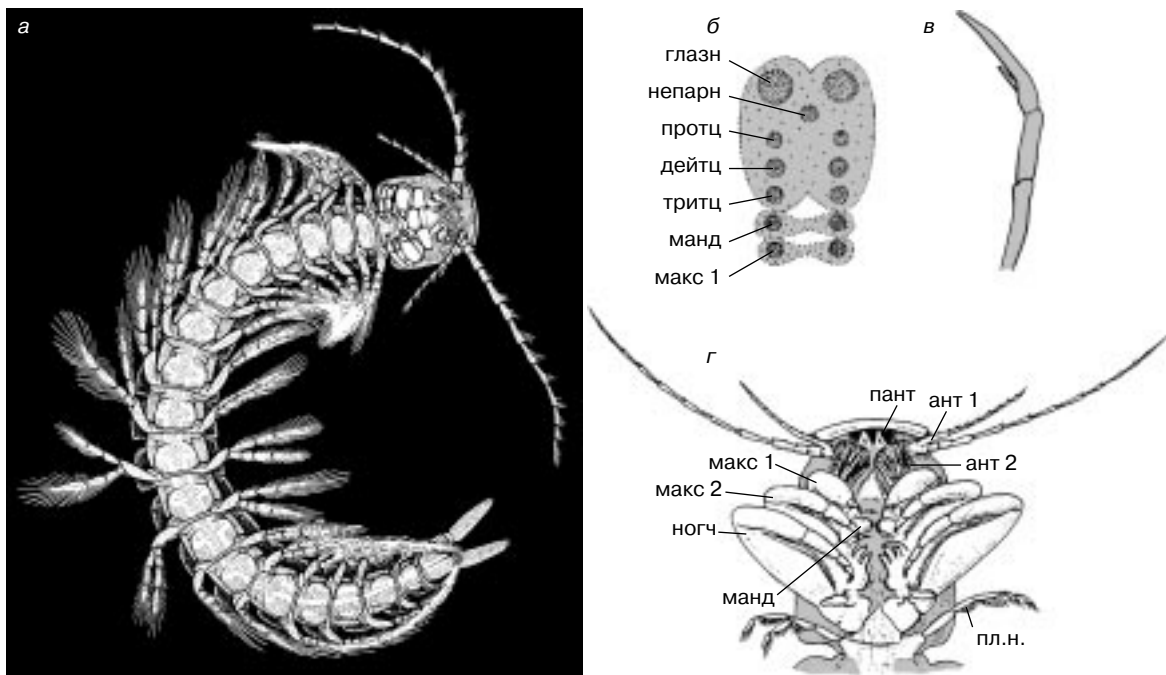 а
б
в
глазн
непарн
протц
дейтц
тритц
манд
макс 1
г
пант
ант 1
макс 1
ант 2
макс 2
ногч
манд
пл.н.